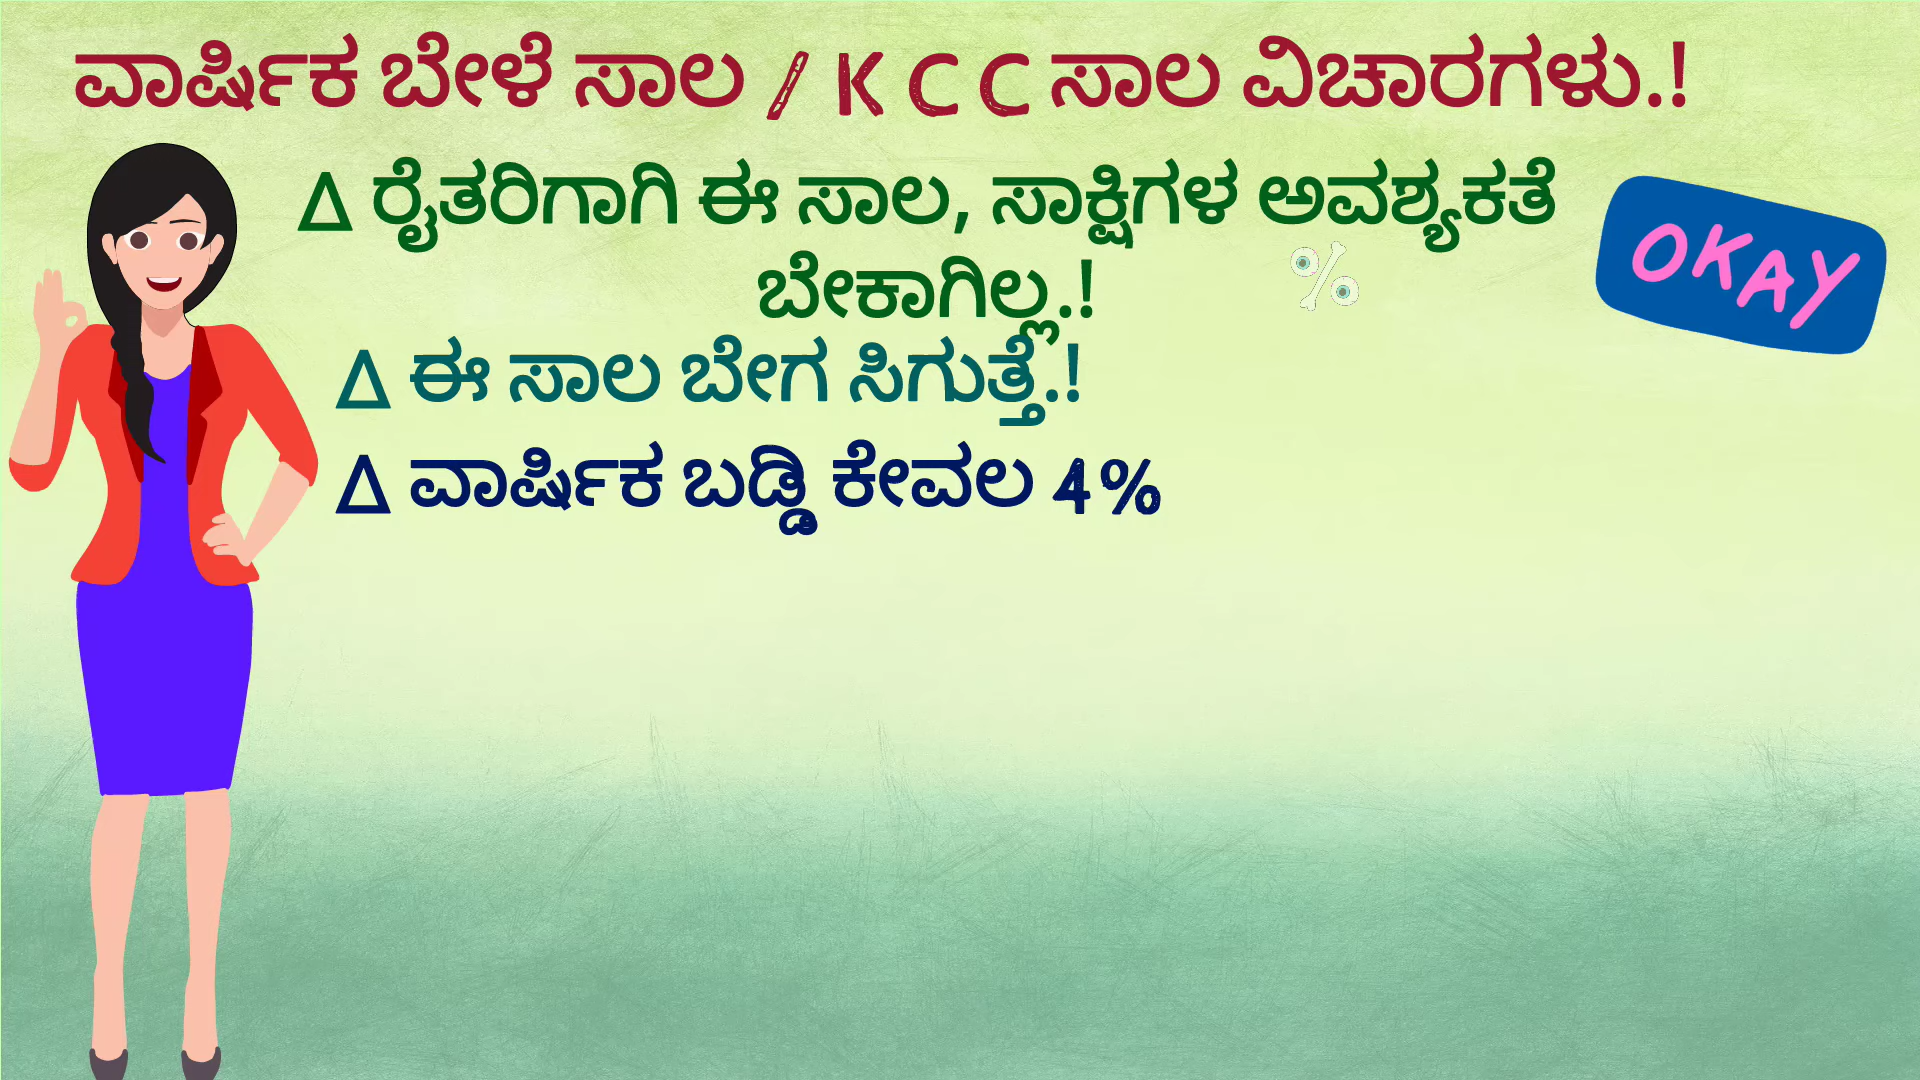 ವಾರ್ಷಿಕ ಬೇಳೆ ಸಾಲ / K C C ಸಾಲ ವಿಚಾರಗಳು.!
∆ ರೈತರಿಗಾಗಿ ಈ ಸಾಲ, ಸಾಕ್ಷಿಗಳ ಅವಶ್ಯಕತೆ
ಬೇಕಾಗಿಲ್ಲ.!
%
OKAY
∆ ಈ ಸಾಲ ಬೇಗ ಸಿಗುತ್ತೆ.!
∆ ವಾರ್ಷಿಕ ಬಡ್ಡಿ ಕೇವಲ 4%